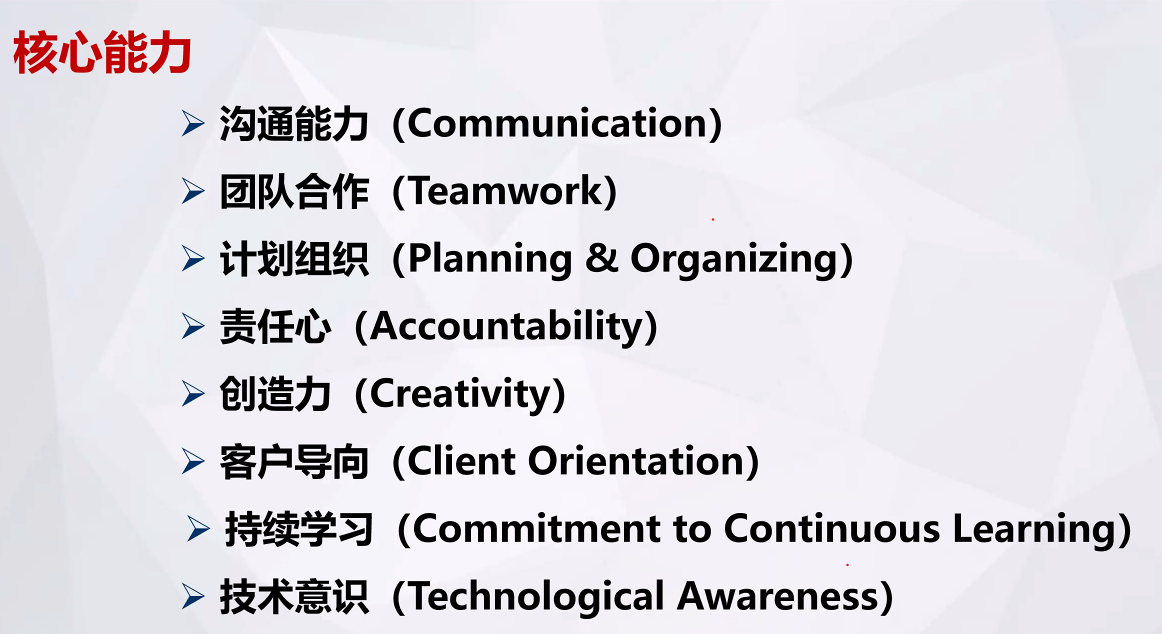 核心能力
沟通能力（Communication）
团队合作（Teamwork）
计划组织（Planning & Organizing）
责任心（Accountability）
创造力（Creativity）
客户导向（Client Orientation）
持续学习（Commitment to Continuous Learning）
技术意识（Technological Awareness）